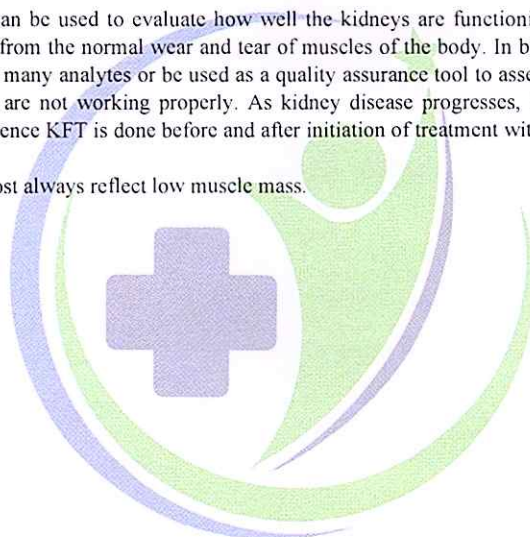 an be used to evaluate how well the kidneys are function
from the normal wear and tear of muscles of the body. In b
many analytes or be used as a quality assurance tool to asse
are not working properly. As kidney disease progresses,
ence KFT is done before and after initiation of treatment wit
ost always reflect low muscle mass.